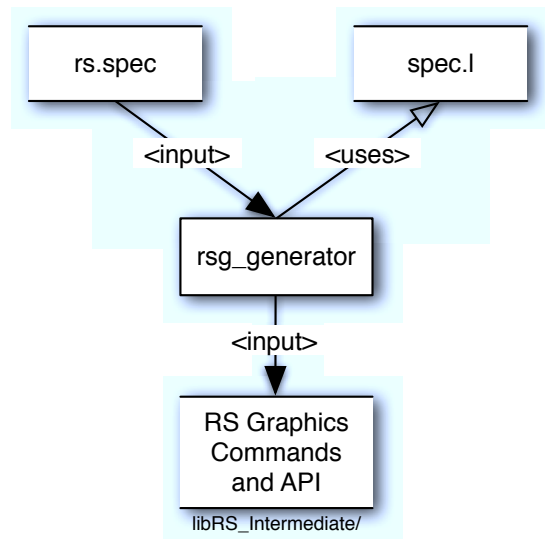 rs.spec
spec.l
<input>
<uses>
rsg_generator
<input>
RS Graphics
Commands
and API
libRS_Intermediate/